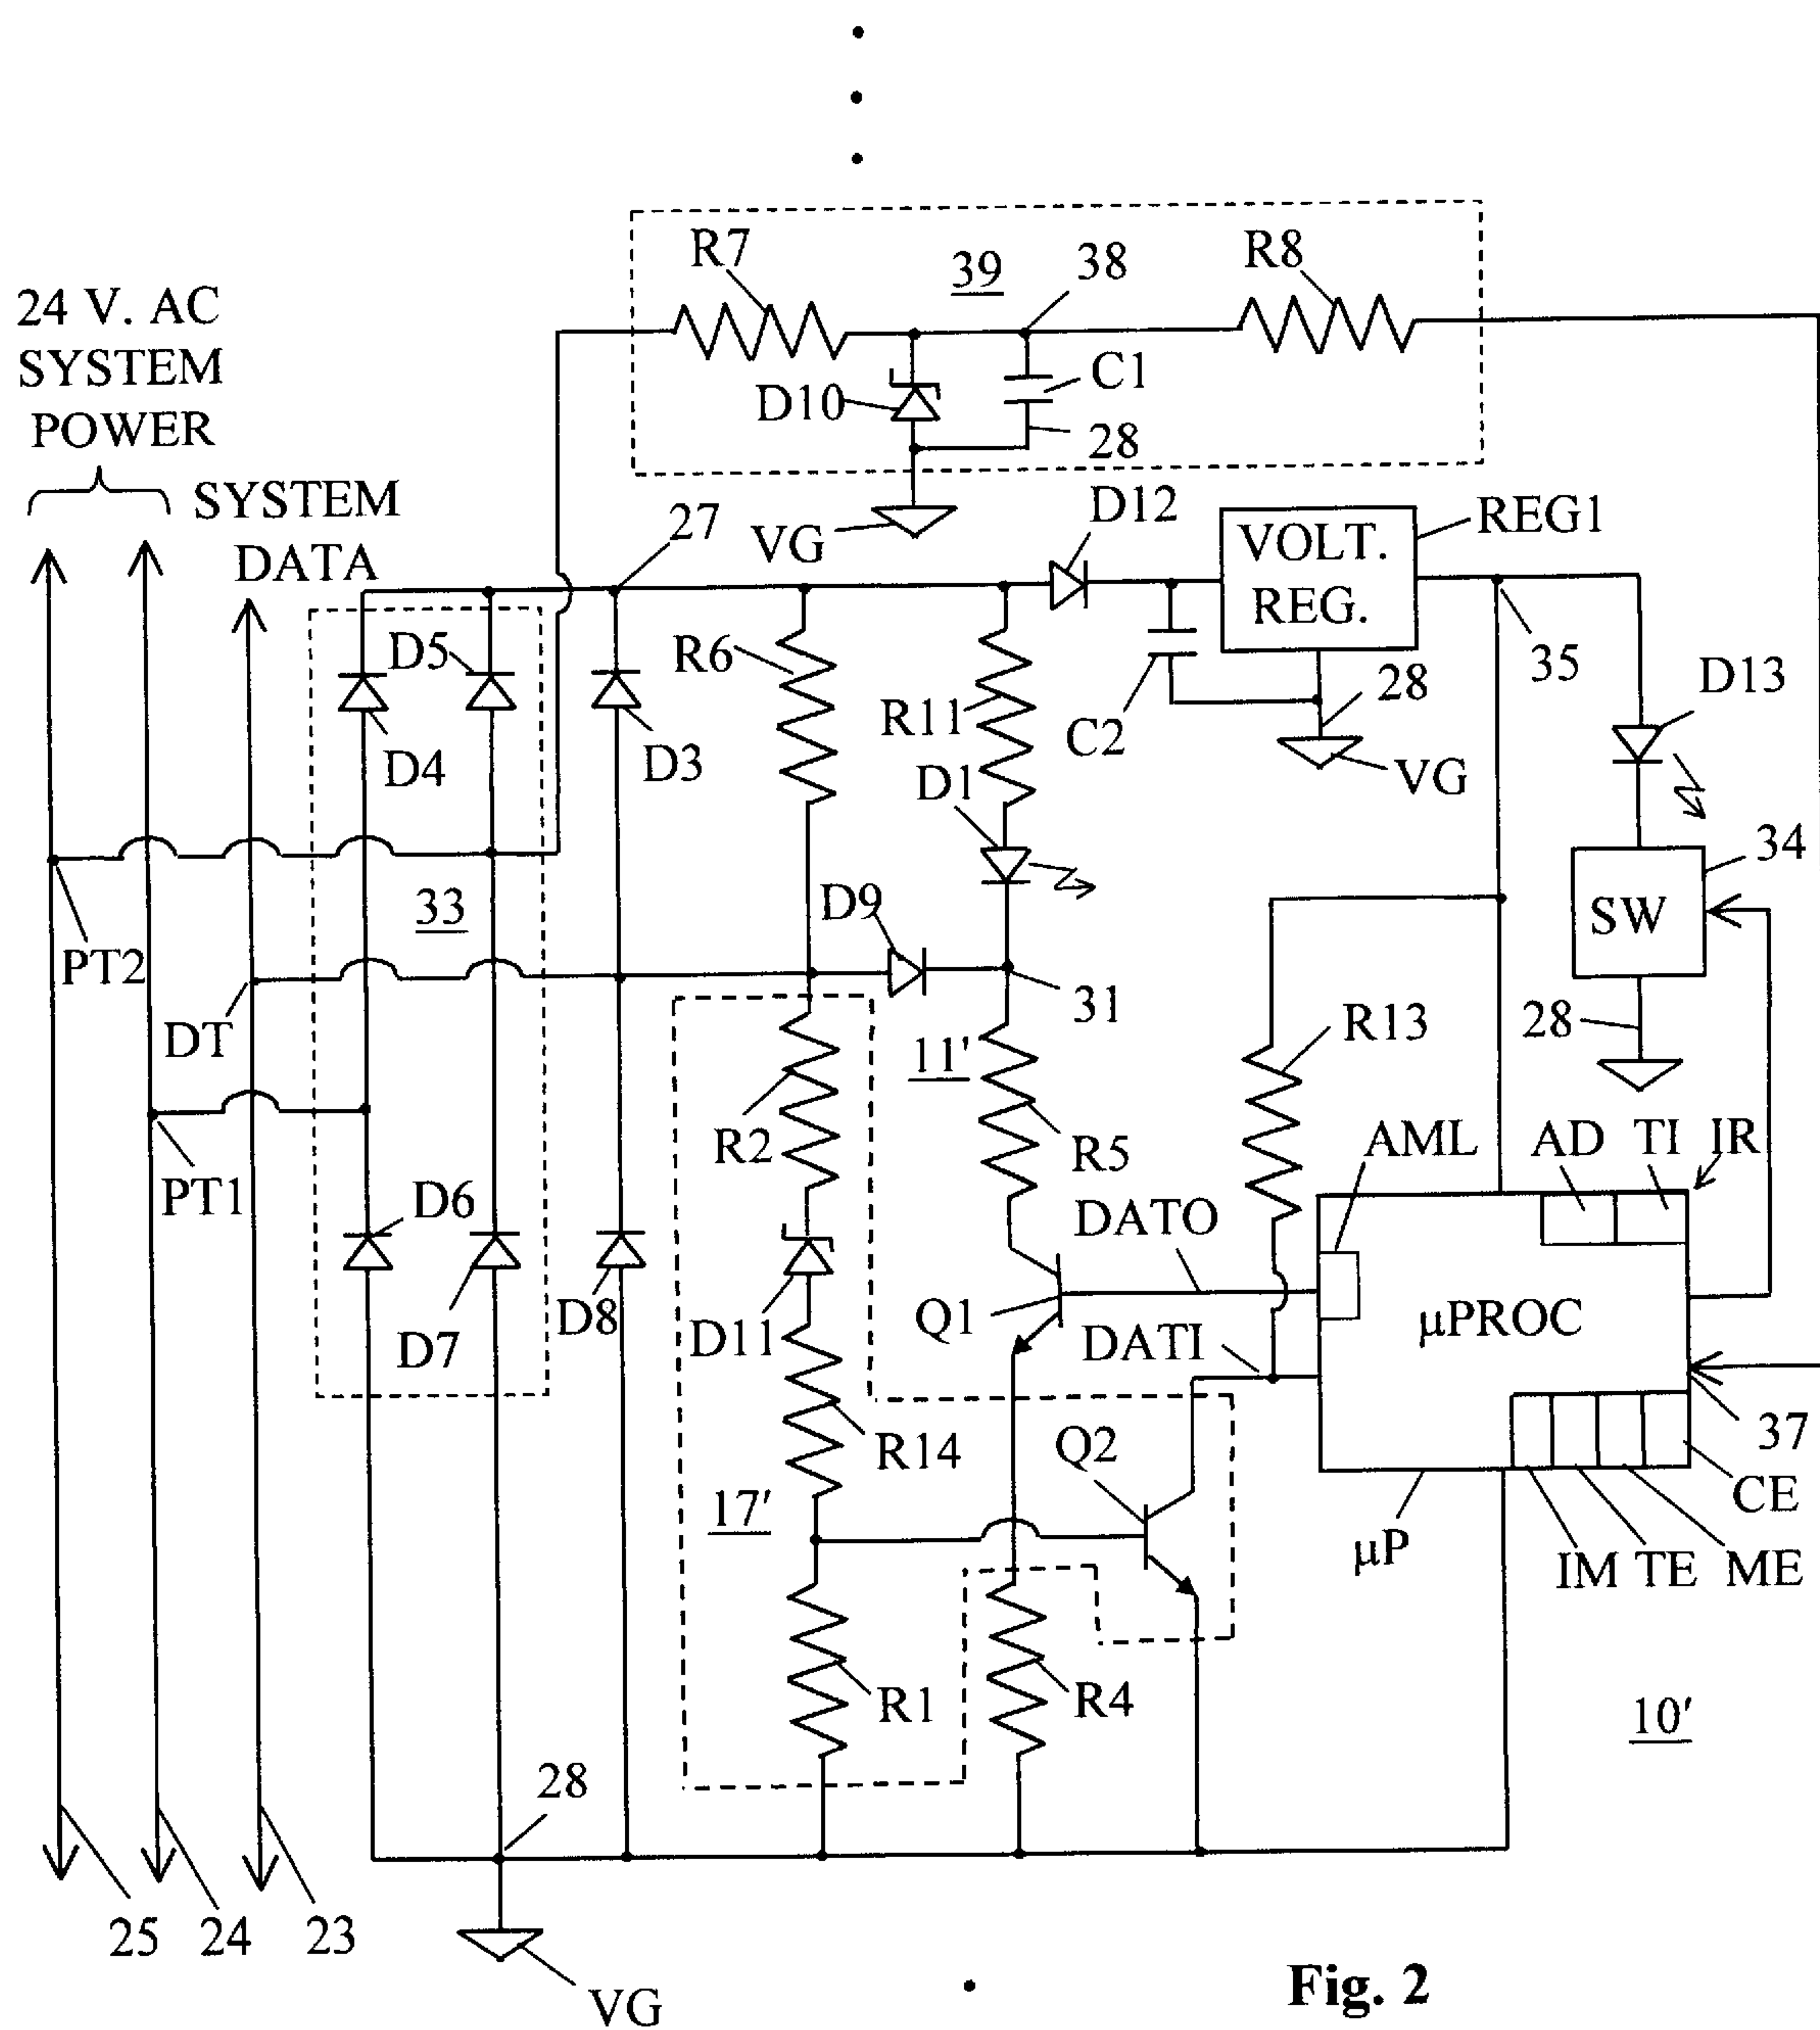 R7
39
38
R8
24 V. AC
SYSTEM
POWER
C1
D10
28
SYSTEM
DATA
27
VG
D12
VOLT.
REG.
REG1
D5
R6
R11
C2
28
35
D13
D4
D3
D1
VG
34
33
D9
SW
PT2
DT
31
28
R13
11'
R2
R5
AML
AD
TI
IR
PT1
D6
DATO
D11
D8
Q1
µPROC
D7
DATI
R14
Q2
37
17'
CE
µP
IM
TE
ME
R1
R4
10'
28
25
24
23
VG
Fig. 2